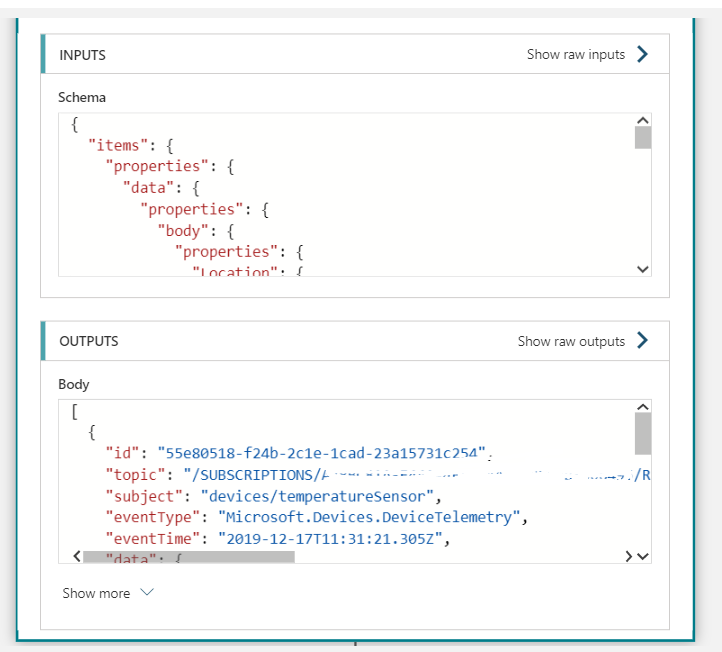 INPUTS
Show raw inputs
Schema
{
"items": {
"properties": {
"data": {
"properties": {
"body": {
"properties": {
"Location": {
OUTPUTS
Show raw outputs
Body
[
{
"id": "55e80518-f24b-2c1e-1cad-23a15731c254",
"topic": "/SUBSCRIPTIONS/ /R
"subject": "devices/temperatureSensor",
"eventType": "Microsoft.Devices.DeviceTelemetry",
"eventTime": "2019-12-17T11:31:21.305Z",
"data": {
Show more